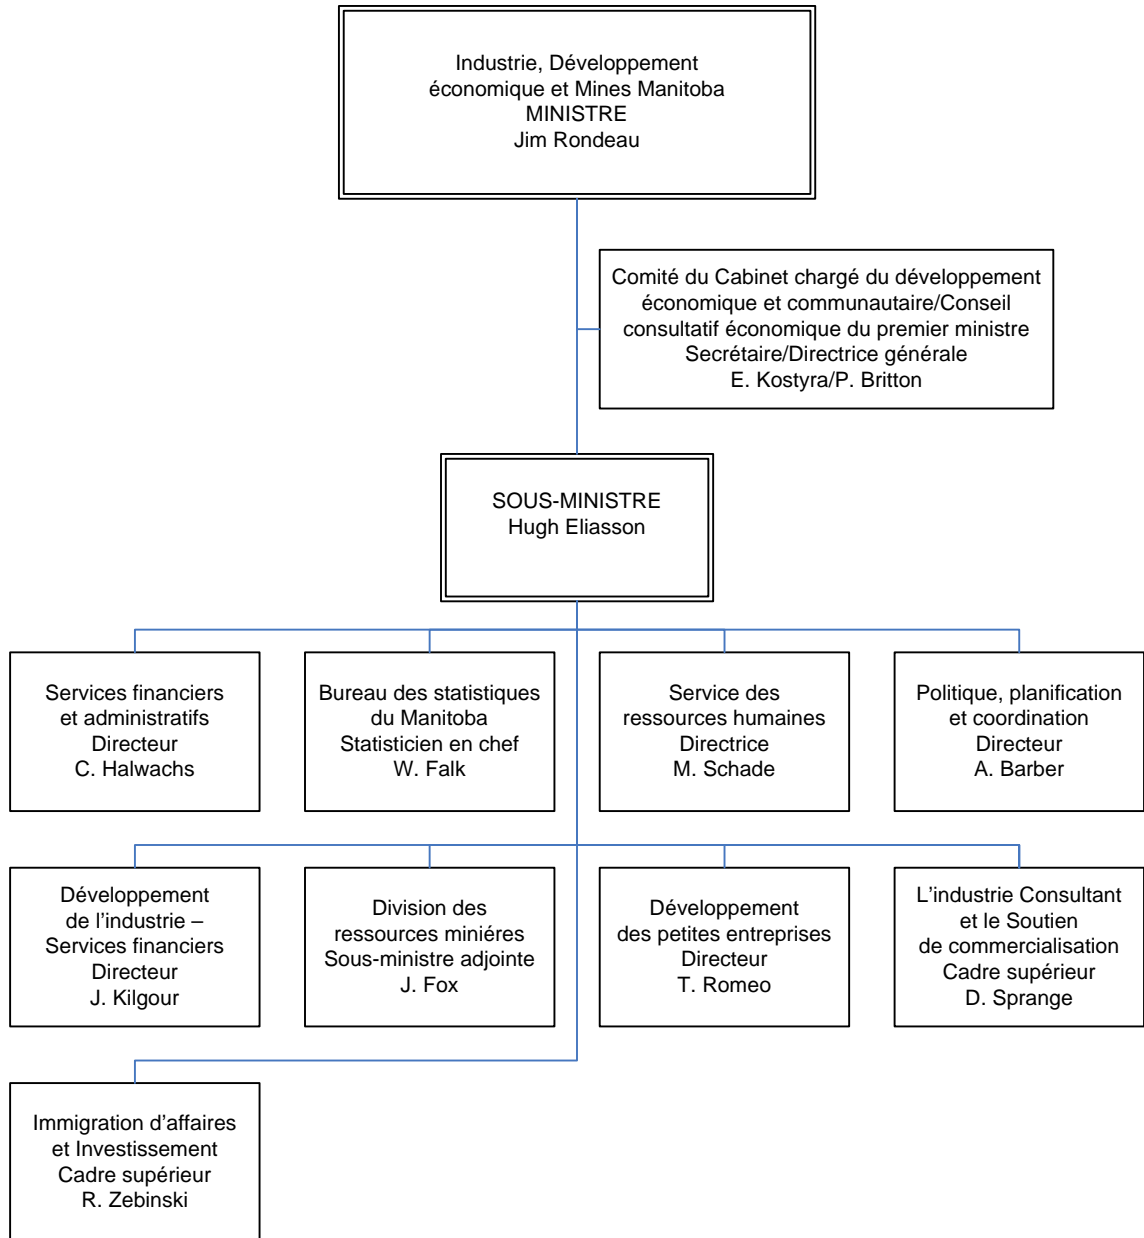 Industrie, Développement
économique et Mines Manitoba
MINISTRE
Jim Rondeau
Comité du Cabinet chargé du développement
économique et communautaire/Conseil
consultatif économique du premier ministre
Secrétaire/Directrice générale
E. Kostyra/P. Britton
SOUS-MINISTRE
Hugh Eliasson
Services financiers
et administratifs
Directeur
C. Halwachs
Bureau des statistiques
du Manitoba
Statisticien en chef
W. Falk
Service des
ressources humaines
Directrice
M. Schade
Politique, planification
et coordination
Directeur
A. Barber
Développement
de l’industrie –
Services financiers
Directeur
J. Kilgour
Division des
ressources miniéres
Sous-ministre adjointe
J. Fox
Développement
des petites entreprises
Directeur
T. Romeo
L’industrie Consultant
et le Soutien
de commercialisation
Cadre supérieur
D. Sprange
Immigration d’affaires
et Investissement
Cadre supérieur
R. Zebinski